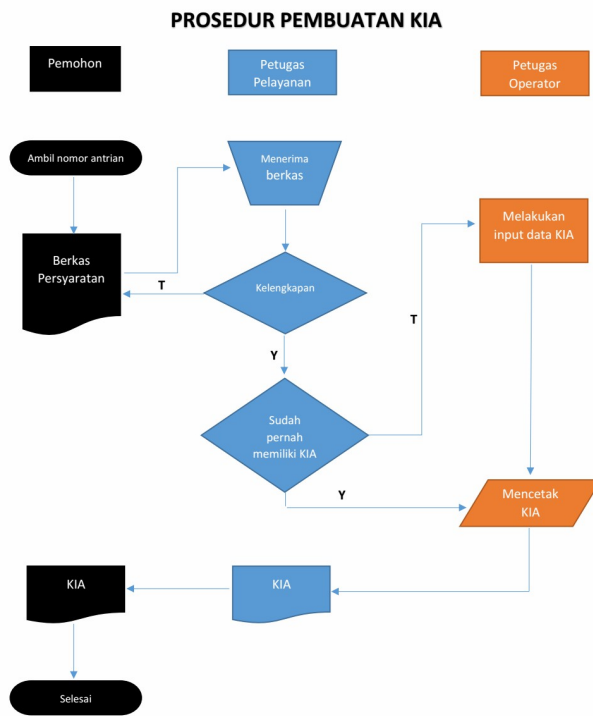 PROSEDUR PEMBUATAN KIA
Pemohon
Petugas
Pelayanan
Petugas
Operator
Ambil nomor antrian
Menerima
berkas
Berkas
Persyaratan
Melakukan
input data KIA
T
Kelengkapan
T
Y
Sudah
pernah
memiliki KIA
Y
Mencetak
KIA
KIA
KIA
Selesai